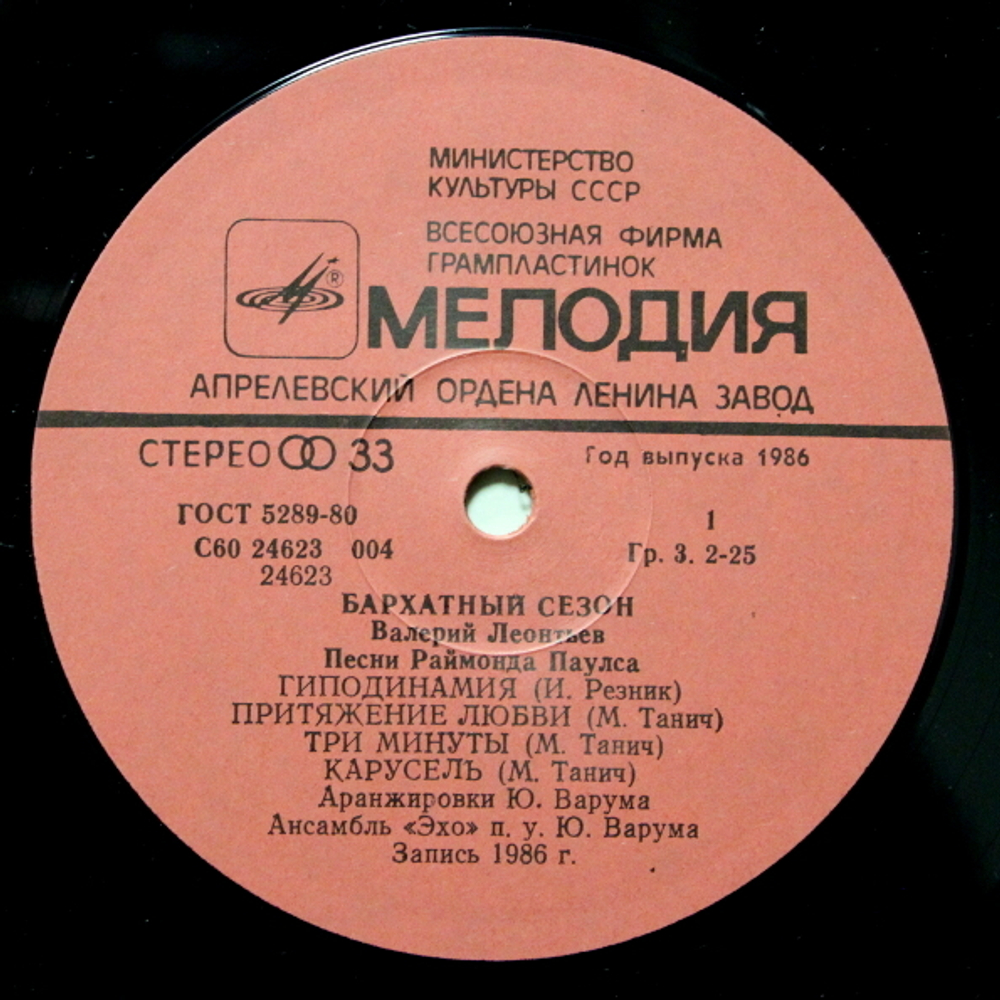 МИНИСТЕРСТВО
КУЛЬТУРЫ СССР
ВСЕСОЮЗНАЯ ФИРМА
ГРАМПЛАСТИНОК
®
МЕЛОДИЯ
АПРЕЛЕВСКИЙ ОРДЕНА ЛЕНИНА ЗАВОД
СТЕРЕО 33
Год выпуска 1986
ГОСТ 5289-80
1
С60 24623 004
Гр. 3. 2-25
24623
БАРХАТНЫЙ СЕЗОН
Валерий Леонтьев
Песни Раймонда Паулса
ГИПОДИНАМИЯ (И. Резник)
ПРИТЯЖЕНИЕ ЛЮБВИ (М. Танич)
ТРИ МИНУТЫ (М. Танич)
КАРУСЕЛЬ (М. Танич)
Аранжировки Ю. Варума
Ансамбль «Эхо» п. у. Ю. Варума
Запись 1986 г.